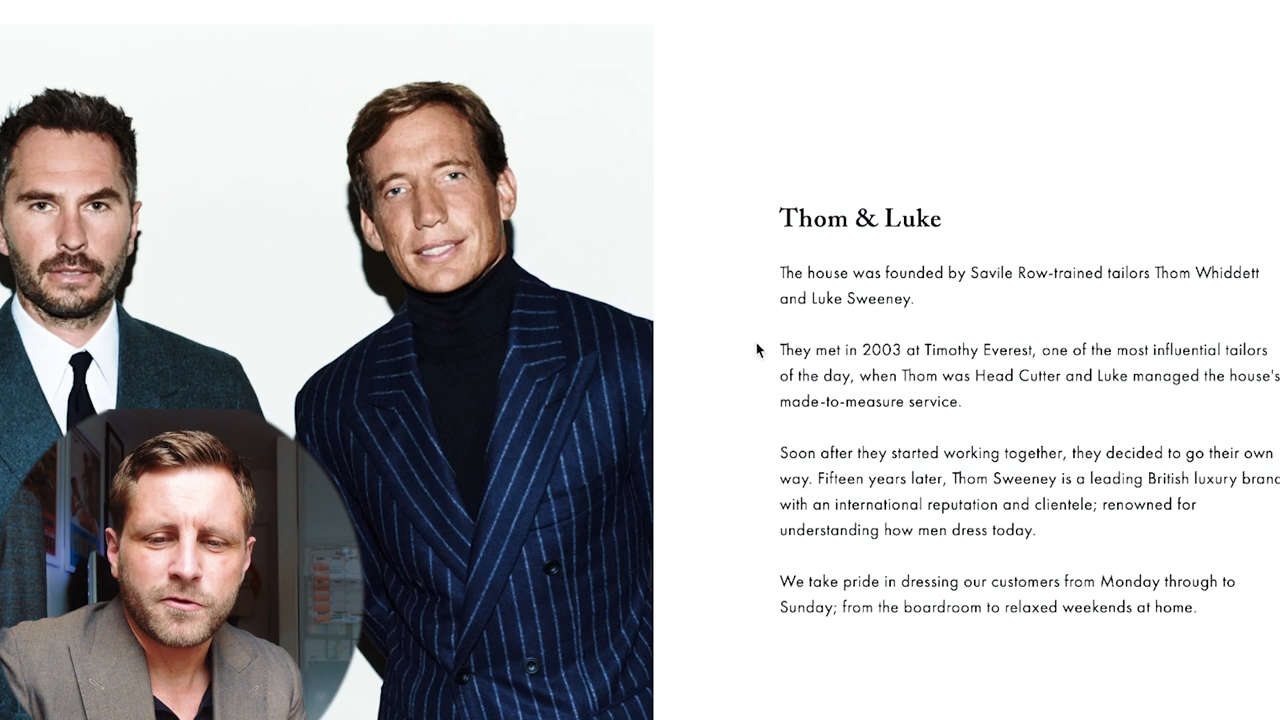 Thom & Luke
The house was founded by Savile Row-trained tailors Thom Whiddett
and Luke Sweeney.
They met in 2003 at Timothy Everest, one of the most influential tailors
of the day, when Thom was Head Cutter and Luke managed the house's
made-to-measure service.
Soon after they started working together, they decided to go their own
way. Fifteen years later, Thom Sweeney is a leading British luxury brand
with an international reputation and clientele; renowned for
understanding how men dress today.
We take pride in dressing our customers from Monday through to
Sunday; from the boardroom to relaxed weekends at home.